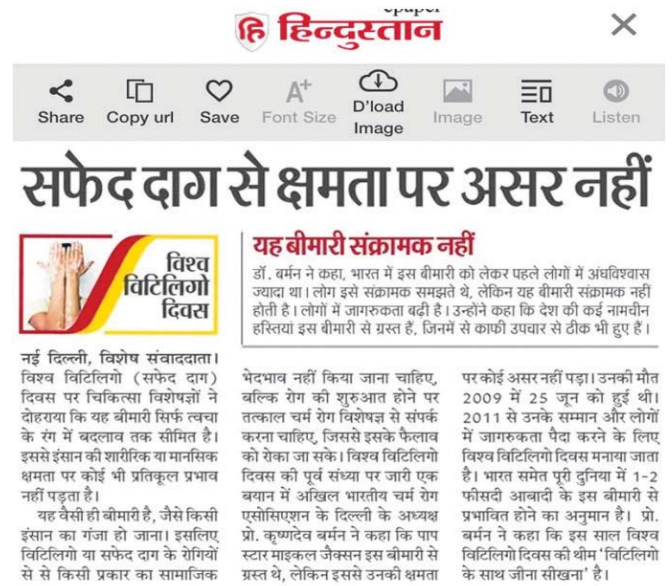 epaper
हि हिन्दुस्तान
Share
Copy url
Save
A+
Font Size
D'load
Image
Image
Text
Listen
सफेद दाग से क्षमता पर असर नहीं
विश्व
विटिलिगो
दिवस
यह बीमारी संक्रामक नहीं
डॉ. बर्मन ने कहा, भारत में इस बीमारी को लेकर पहले लोगों में अंधविश्वास
ज्यादा था। लोग इसे संक्रामक समझते थे, लेकिन यह बीमारी संक्रामक नहीं
होती है। लोगों में जागरुकता बढ़ी है। उन्होंने कहा कि देश की कई नामचीन
हस्तियां इस बीमारी से ग्रस्त हैं, जिनमें से काफी उपचार से ठीक भी हुए हैं।
नई दिल्ली, विशेष संवाददाता।
विश्व विटिलिगो (सफेद दाग)
दिवस पर चिकित्सा विशेषज्ञों ने
दोहराया कि यह बीमारी सिर्फ त्वचा
के रंग में बदलाव तक सीमित है।
इससे इंसान की शारीरिक या मानसिक
क्षमता पर कोई भी प्रतिकूल प्रभाव
नहीं पड़ता है।
यह वैसी ही बीमारी है, जैसे किसी
इंसान का गंजा हो जाना। इसलिए
विटिलिगो या सफेद दाग के रोगियों
से से किसी प्रकार का सामाजिक
भेदभाव नहीं किया जाना चाहिए,
बल्कि रोग की शुरुआत होने पर
तत्काल चर्म रोग विशेषज्ञ से संपर्क
करना चाहिए, जिससे इसके फैलाव
को रोका जा सके। विश्व विटिलिगो
दिवस की पूर्व संध्या पर जारी एक
बयान में अखिल भारतीय चर्म रोग
एसोसिएशन के दिल्ली के अध्यक्ष
प्रो. कृष्णदेव बर्मन ने कहा कि पाप
स्टार माइकल जैक्सन इस बीमारी से
ग्रस्त थे, लेकिन इससे उनकी क्षमता
पर कोई असर नहीं पड़ा। उनकी मौत
2009 में 25 जून को हुई थी।
2011 से उनके सम्मान और लोगों
में जागरुकता पैदा करने के लिए
विश्व विटिलिगो दिवस मनाया जाता
है। भारत समेत पूरी दुनिया में 1-2
फीसदी आबादी के इस बीमारी से
प्रभावित होने का अनुमान है। प्रो.
बर्मन ने कहा कि इस साल विश्व
विटिलिगो दिवस की थीम 'विटिलिगो
के साथ जीना सीखना' है।